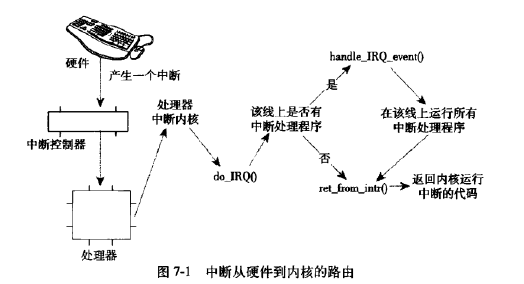 硬件
产生一个中断
中断控制器
处理器
处理器
中断内核
do_IRQ()
该线上是否有
中断处理程序
是
否
handle_IRQ_event()
在该线上运行所有
中断处理程序
ret_from_intr()
返回内核运行
中断的代码
图 7-1 中断从硬件到内核的路由